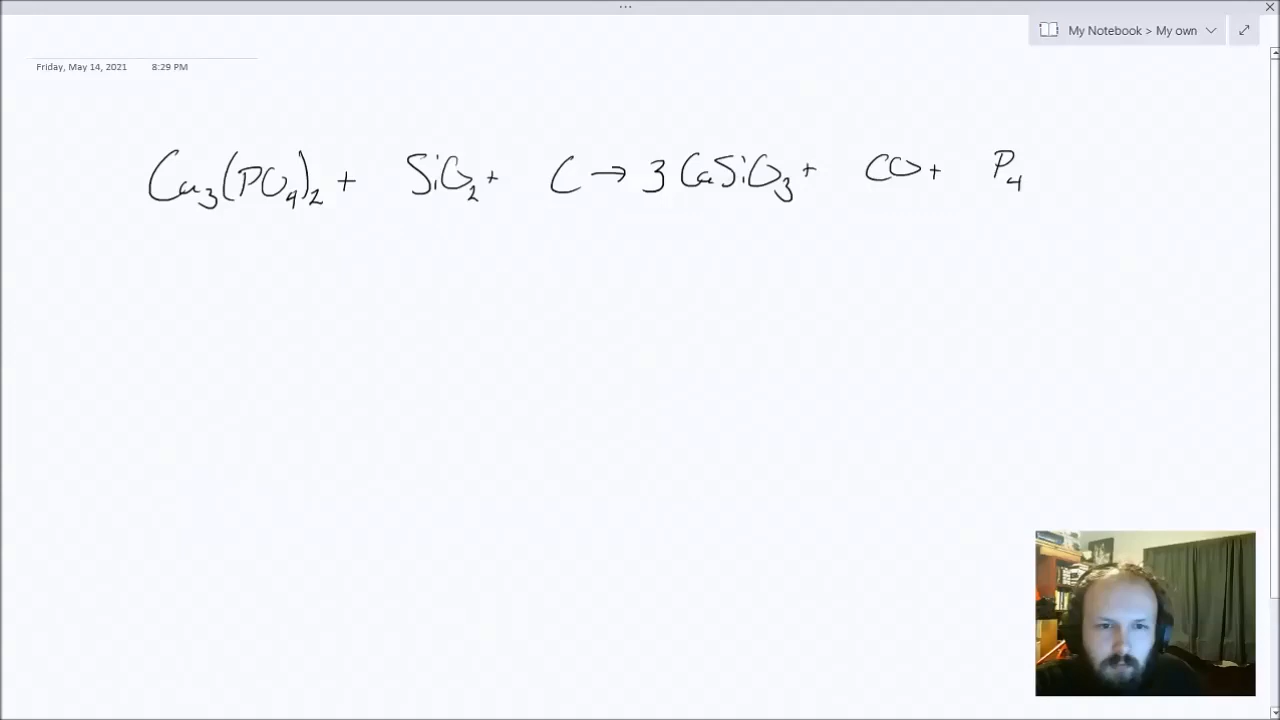 ...
My Notebook > My own
Friday, May 14, 2021 8:29 PM
Ca₃(PO₄)₂ + SiO₂ + C → 3 CaSiO₃ + CO + P₄